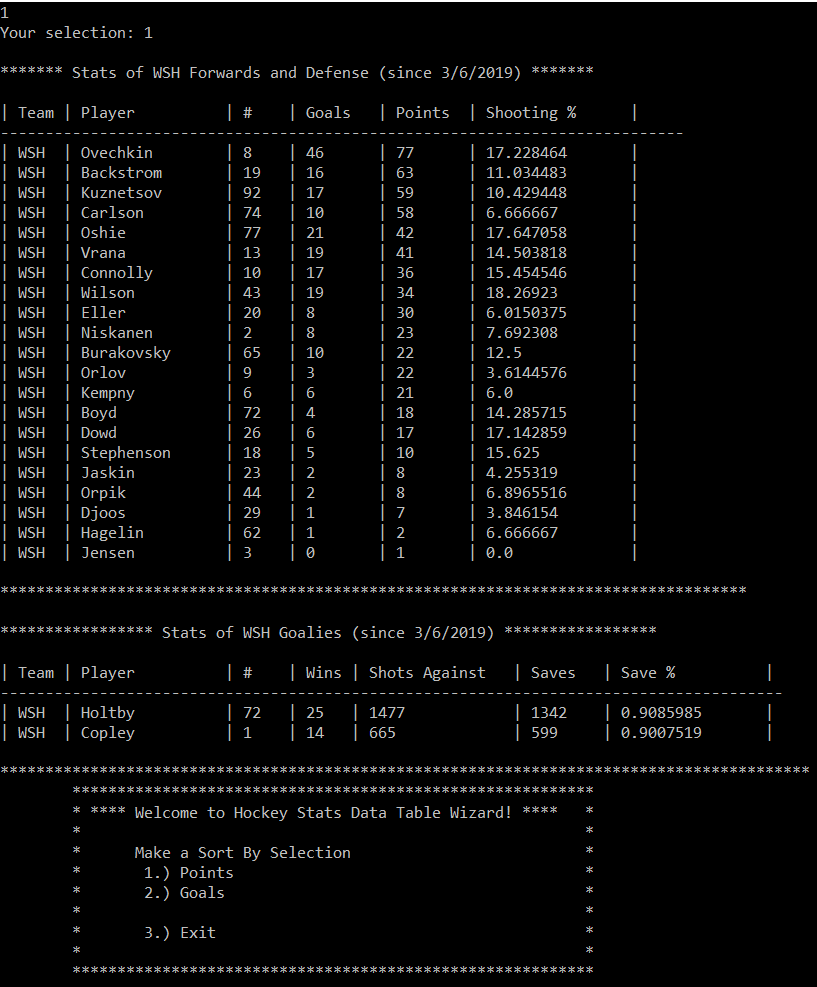 1
Your selection: 1
******* Stats of WSH Forwards and Defense (since 3/6/2019) *******
| Team | Player          | #    | Goals   | Points  | Shooting %      |
----------------------------------------------------------------------------
| WSH  | Ovechkin        | 8    | 46      | 77      | 17.228464       |
| WSH  | Backstrom       | 19   | 16      | 63      | 11.034483       |
| WSH  | Kuznetsov       | 92   | 17      | 59      | 10.429448       |
| WSH  | Carlson         | 74   | 10      | 58      | 6.666667        |
| WSH  | Oshie           | 77   | 21      | 42      | 17.647058       |
| WSH  | Vrana           | 13   | 19      | 41      | 14.503818       |
| WSH  | Connolly        | 10   | 17      | 36      | 15.454546       |
| WSH  | Wilson          | 43   | 19      | 34      | 18.26923        |
| WSH  | Eller           | 20   | 8       | 30      | 6.0150375       |
| WSH  | Niskanen        | 2    | 8       | 23      | 7.692308        |
| WSH  | Burakovsky      | 65   | 10      | 22      | 12.5            |
| WSH  | Orlov           | 9    | 3       | 22      | 3.6144576       |
| WSH  | Kempny          | 6    | 6       | 21      | 6.0             |
| WSH  | Boyd            | 72   | 4       | 18      | 14.285715       |
| WSH  | Dowd            | 26   | 6       | 17      | 17.142859       |
| WSH  | Stephenson      | 18   | 5       | 10      | 15.625          |
| WSH  | Jaskin          | 23   | 2       | 8       | 4.255319        |
| WSH  | Orpik           | 44   | 2       | 8       | 6.8965516       |
| WSH  | Djoos           | 29   | 1       | 7       | 3.846154        |
| WSH  | Hagelin         | 62   | 1       | 2       | 6.666667        |
| WSH  | Jensen          | 3    | 0       | 1       | 0.0             |
***********************************************************************************
***************** Stats of WSH Goalies (since 3/6/2019) *****************
| Team | Player          | #    | Wins | Shots Against   | Saves   | Save %          |
---------------------------------------------------------------------------------------
| WSH  | Holtby          | 72   | 25   | 1477            | 1342    | 0.9085985       |
| WSH  | Copley          | 1    | 14   | 665             | 599     | 0.9007519       |
******************************************************************************************
**********************************************************
* **** Welcome to Hockey Stats Data Table Wizard! ****   *
*                                                        *
*      Make a Sort By Selection                          *
*       1.) Points                                       *
*       2.) Goals                                        *
*                                                        *
*       3.) Exit                                         *
*                                                        *
**********************************************************